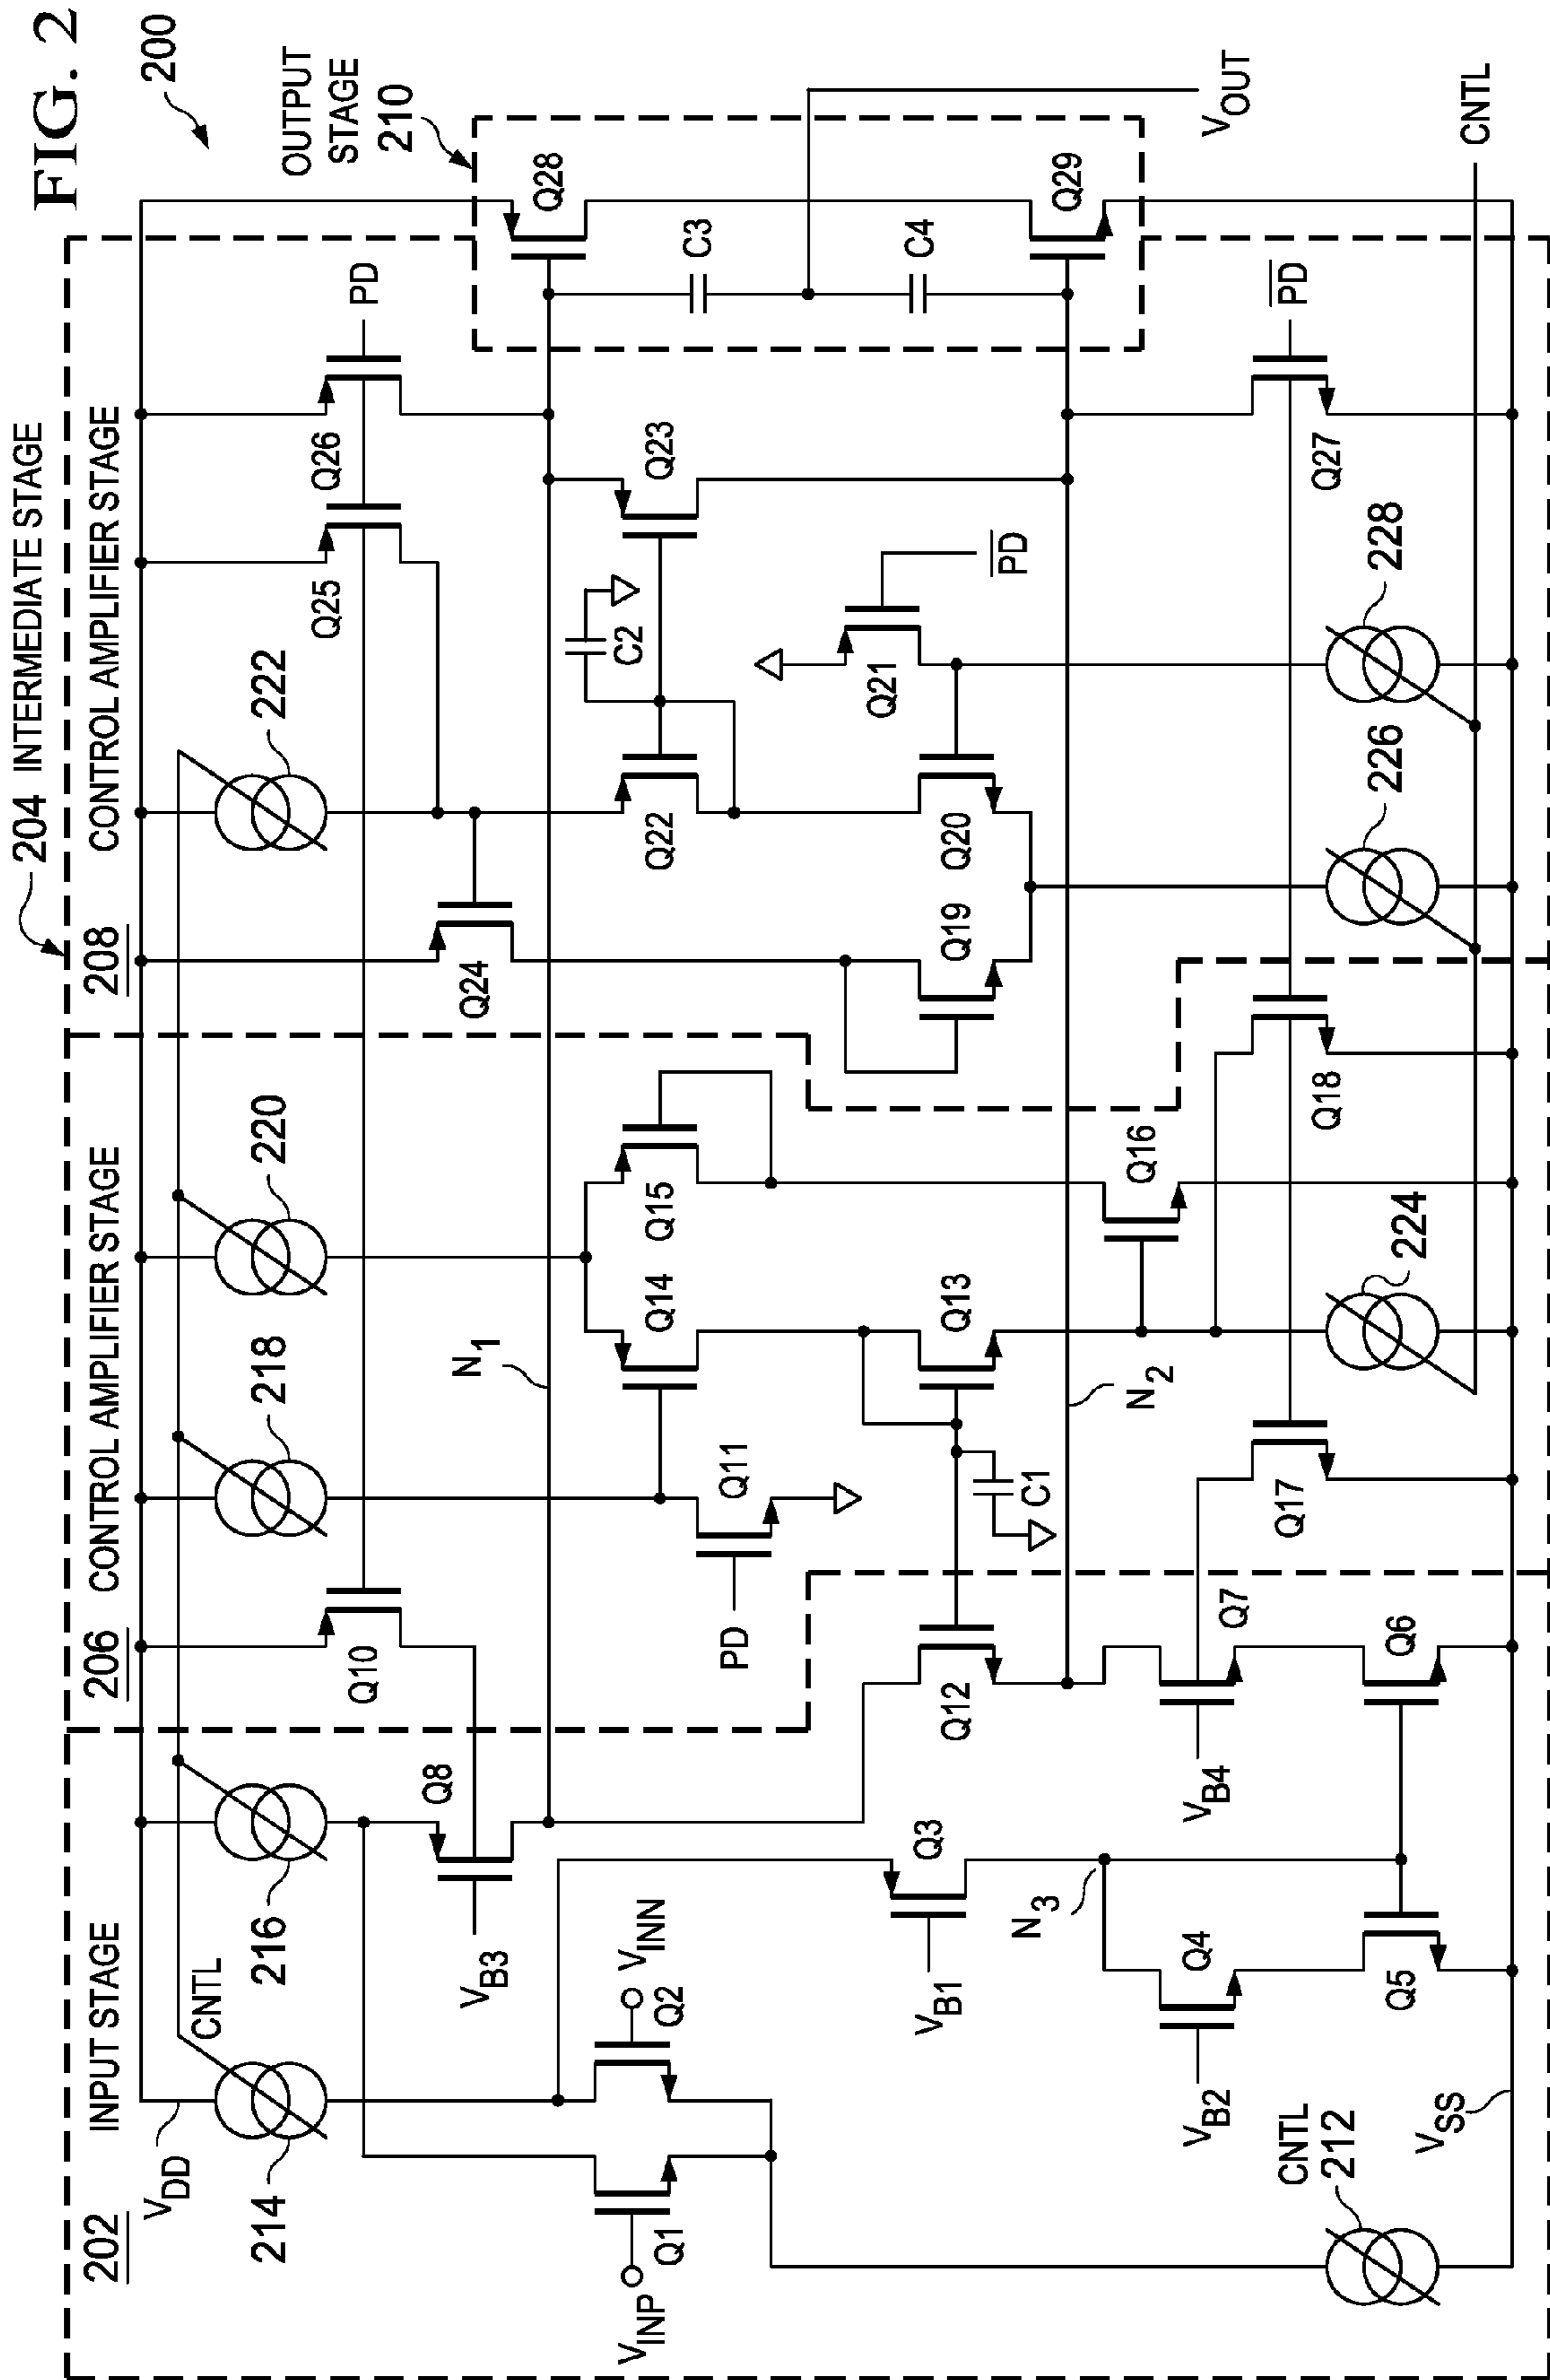 FIG. 2
200
204 INTERMEDIATE STAGE
202 INPUT STAGE
206 CONTROL AMPLIFIER STAGE
208 CONTROL AMPLIFIER STAGE
OUTPUT
STAGE
210
VDD
CNTL
214
216
218
220
222
Q10
Q25
Q26
PD
Q8
VB3
Q24
Q28
VINP
Q1
Q2
VINN
N1
Q14
Q15
Q22
C2
Q23
C3
Q11
PD
Q3
VB1
Q12
Q13
Q19
Q20
Q21
P̅D̅
C4
VOUT
C1
N3
N2
Q16
Q29
VB2
Q4
VB4
Q7
Q17
Q18
Q27
P̅D̅
Q5
Q6
CNTL
212
224
226
228
VSS
CNTL